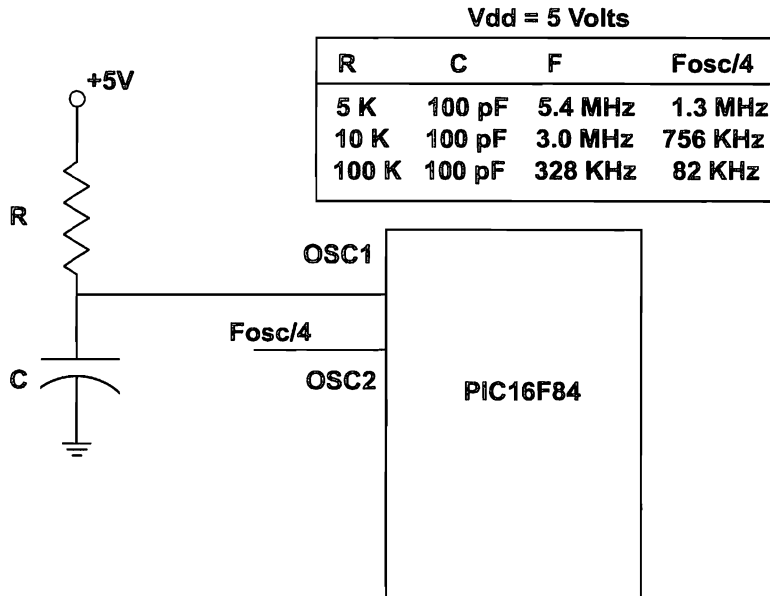 Vdd = 5 Volts
R C F Fosc/4
5 K 100 pF 5.4 MHz 1.3 MHz
10 K 100 pF 3.0 MHz 756 KHz
100 K 100 pF 328 KHz 82 KHz
+5V
R
OSC1
Fosc/4
C
OSC2
PIC16F84